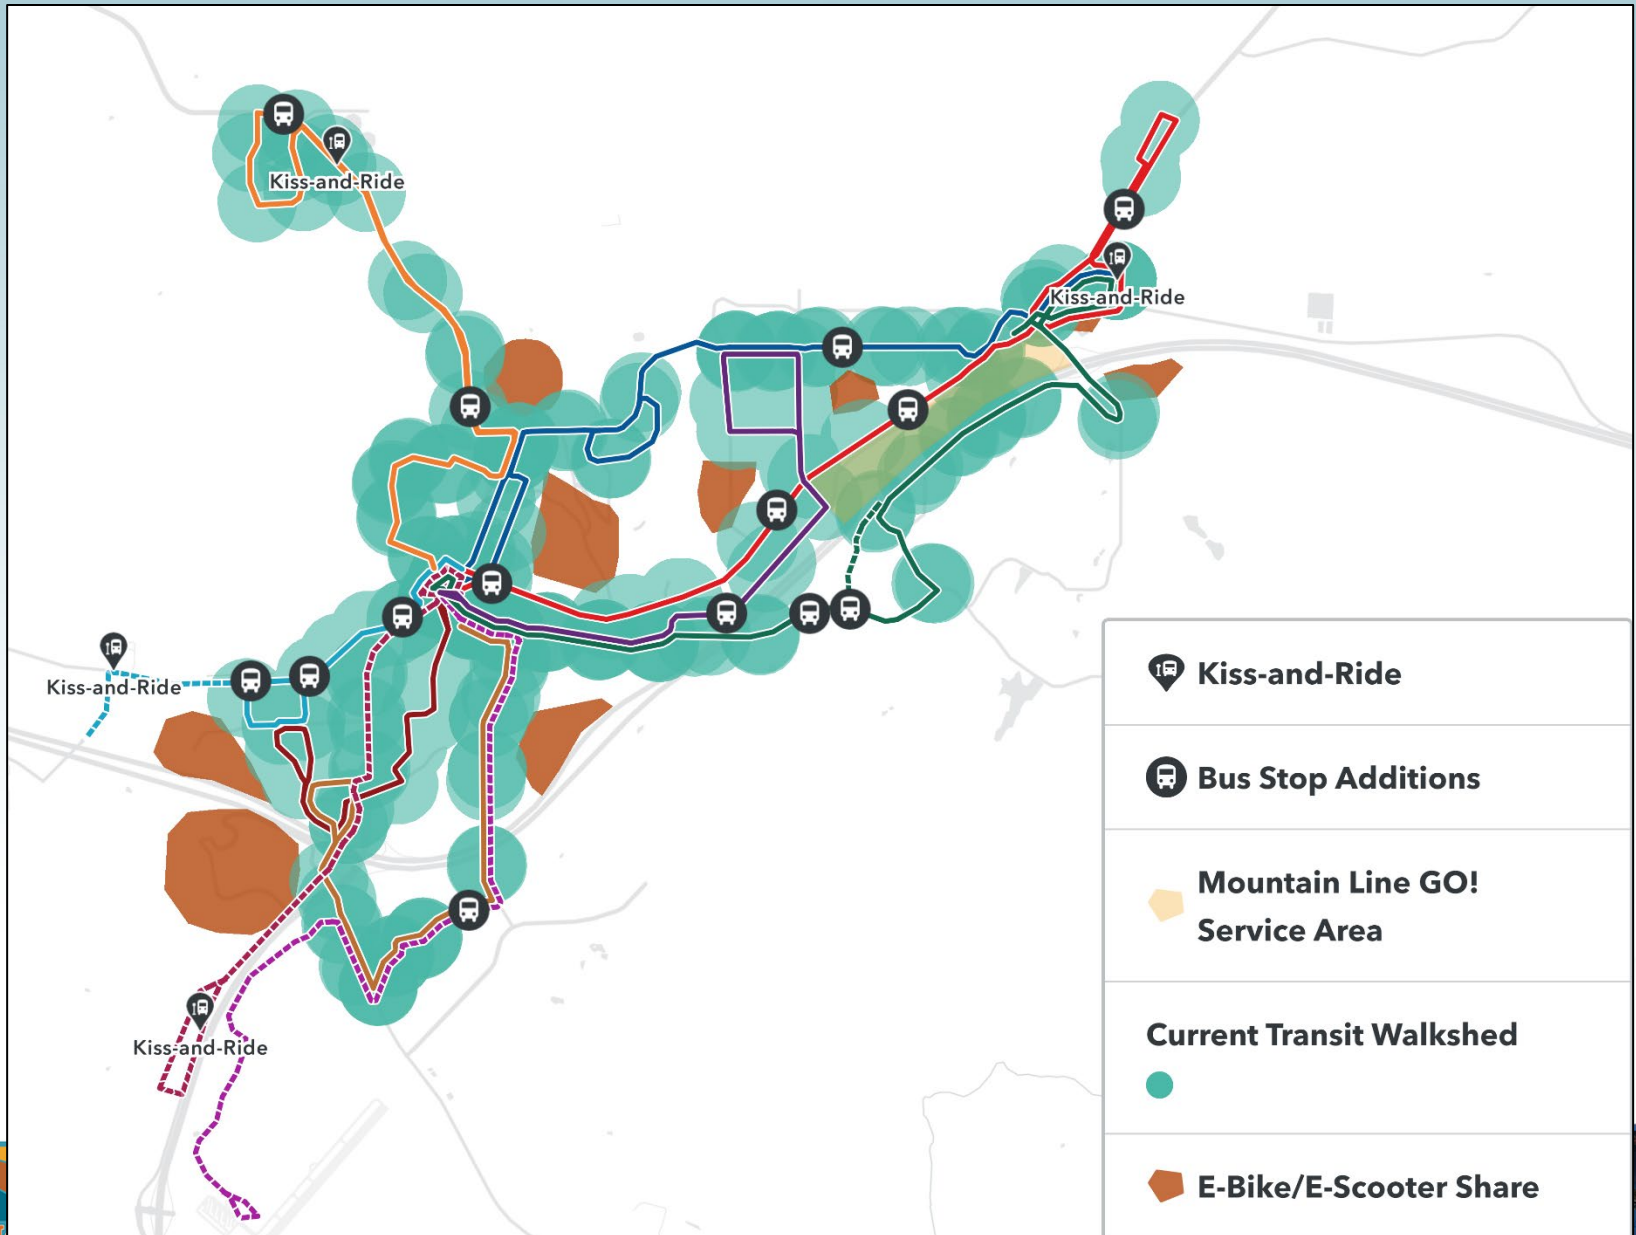 Kiss-and-Ride
Kiss-and-Ride
Kiss-and-Ride
Kiss-and-Ride
Kiss-and-Ride
Bus Stop Additions
Mountain Line GO!
Service Area
Current Transit Walkshed
E-Bike/E-Scooter Share